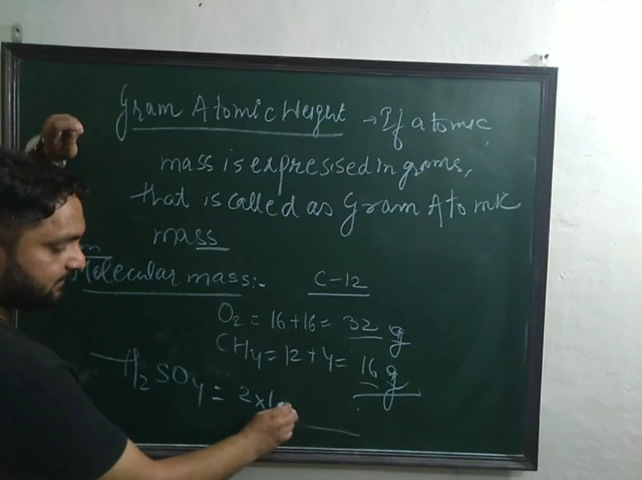 Gram Atomic Weight → If atomic
mass is expresised in grams,
that is called as Gram Atomic
mass
Molecular mass:- C-12
O2 = 16+16= 32 g
CH4 = 12+4= 16g
H2SO4 = 2x1